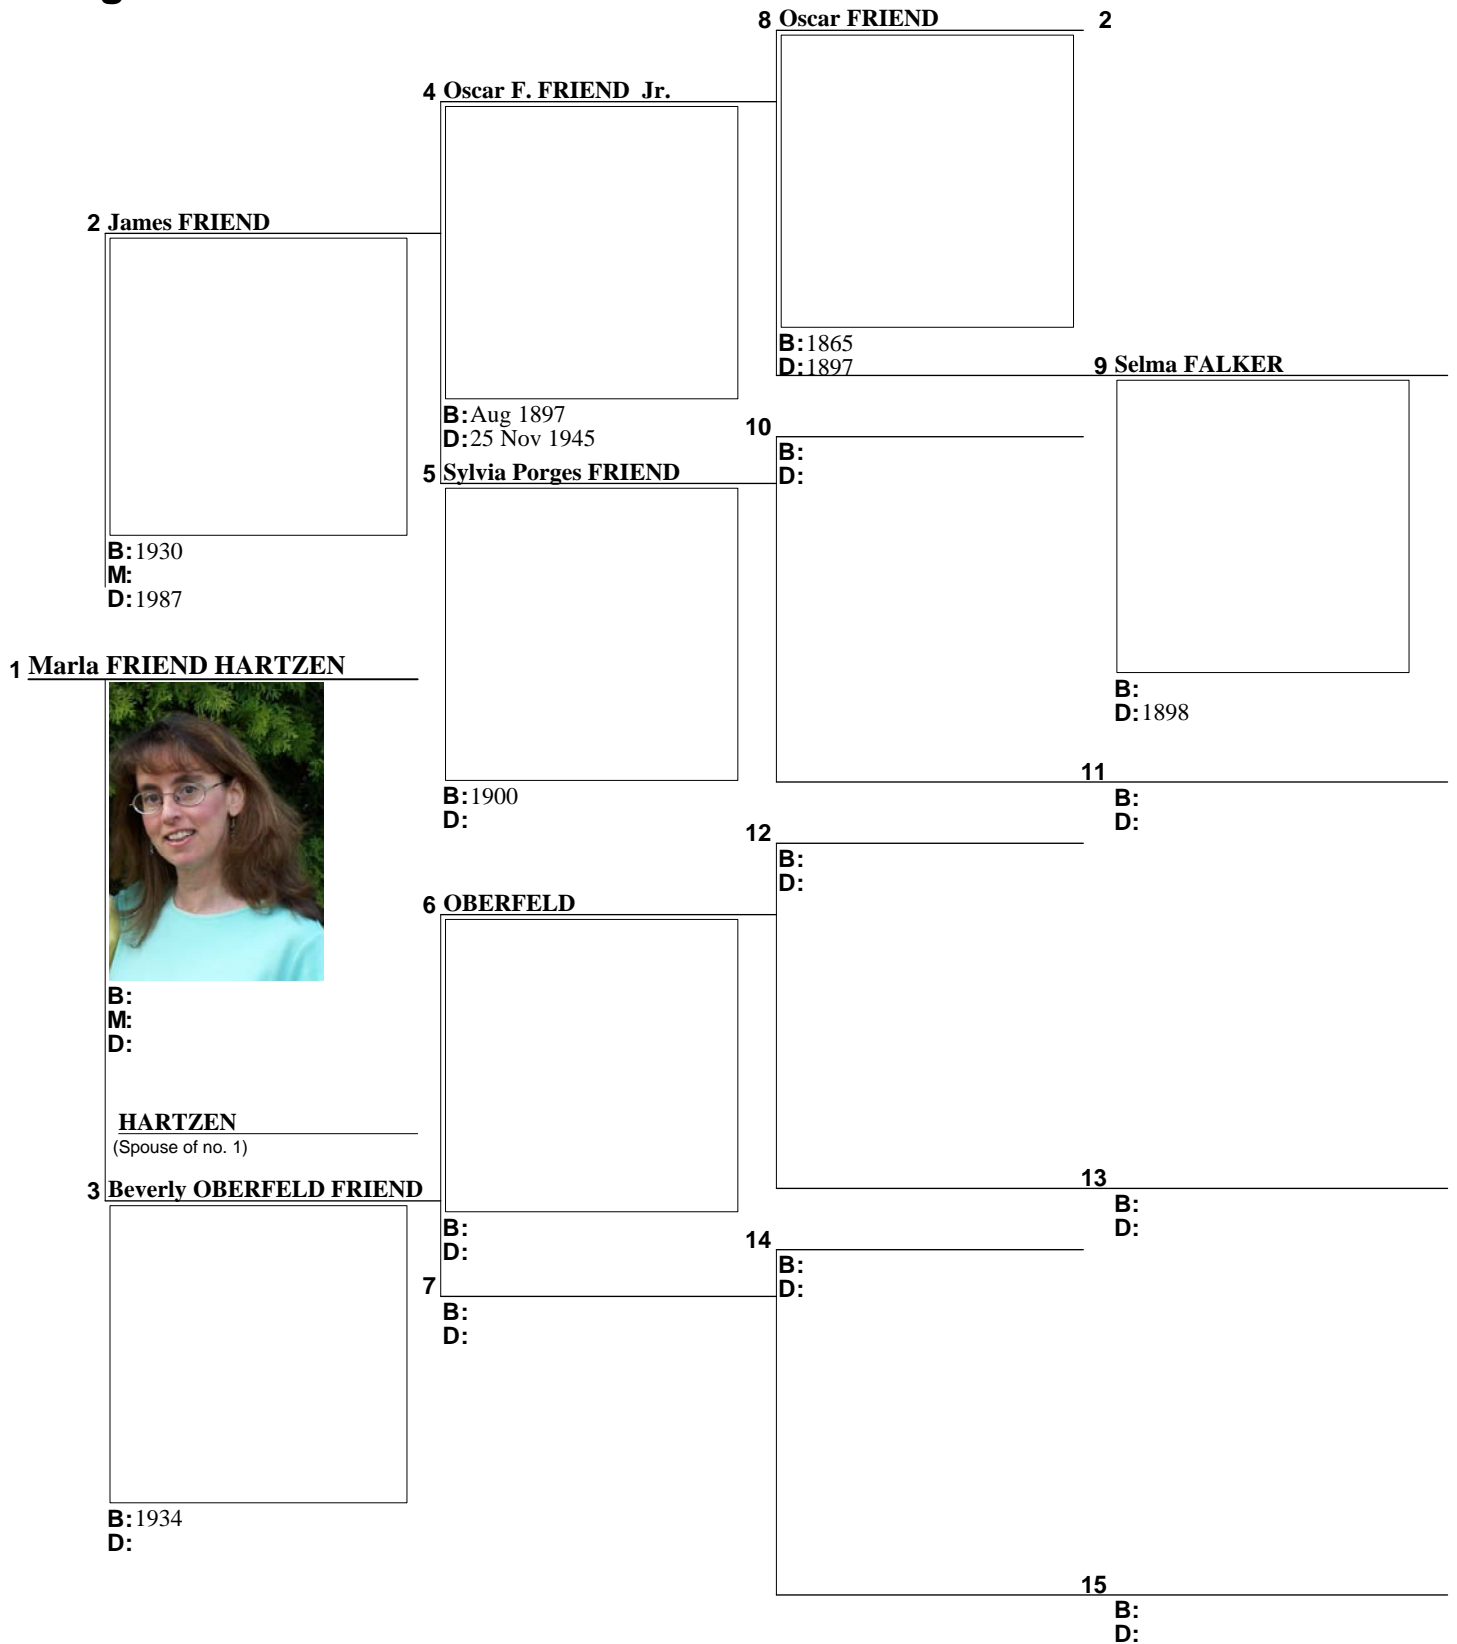 8 Oscar FRIEND 2
4 Oscar F. FRIEND Jr.
2 James FRIEND
B: 1865
D: 1897
9 Selma FALKER
B: Aug 1897
D: 25 Nov 1945
10
B:
D:
5 Sylvia Porges FRIEND
B: 1930
M:
D: 1987
1 Marla FRIEND HARTZEN
B:
D: 1898
11
B:
D:
B: 1900
D:
12
B:
D:
6 OBERFELD
B:
M:
D:
HARTZEN
(Spouse of no. 1)
3 Beverly OBERFELD FRIEND
13
B:
D:
B:
D:
14
B:
D:
7
B:
D:
B: 1934
D:
15
B:
D: